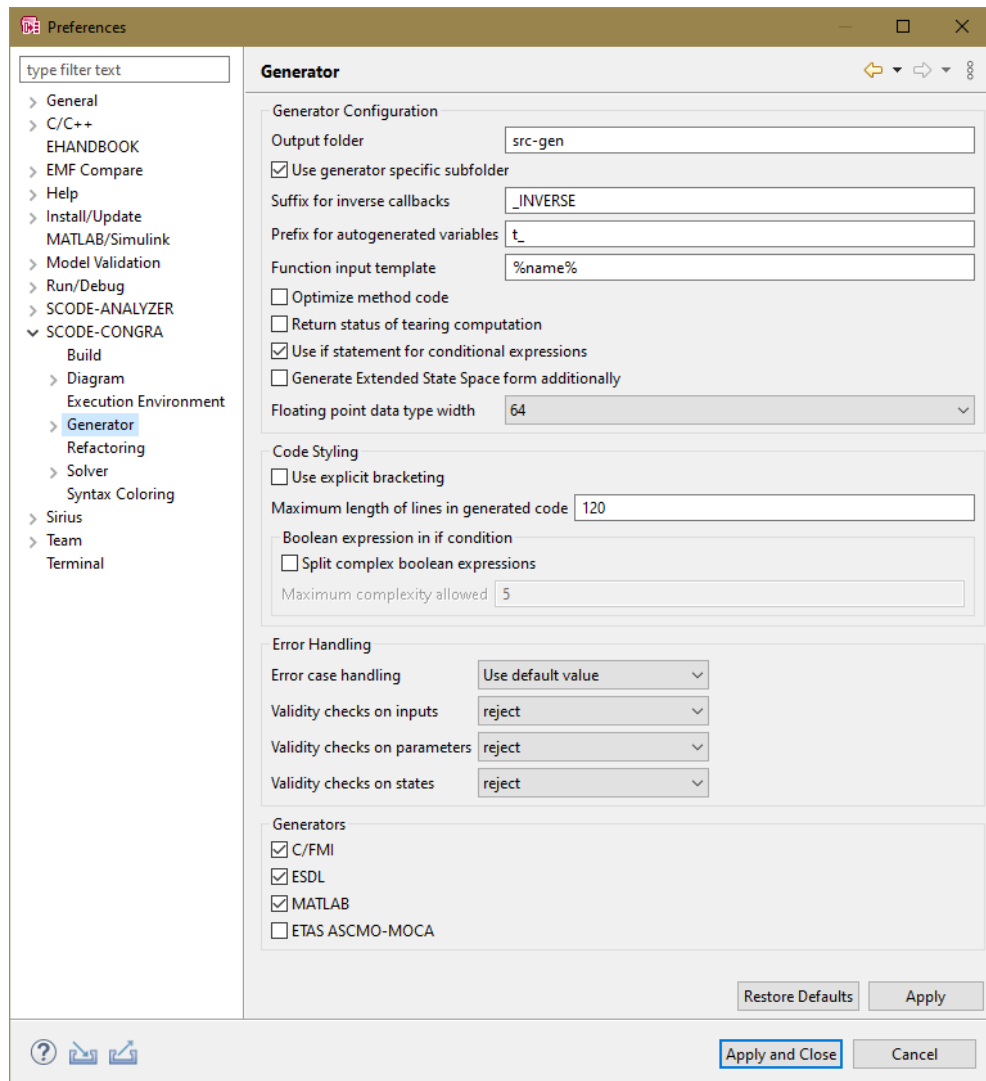 Preferences
type filter text
General
C/C++
EHANDBOOK
EMF Compare
Help
Install/Update
MATLAB/Simulink
Model Validation
Run/Debug
SCODE-ANALYZER
SCODE-CONGRA
Build
Diagram
Execution Environment
Generator
Refactoring
Solver
Syntax Coloring
Sirius
Team
Terminal
Generator
Generator Configuration
Output folder src-gen
Use generator specific subfolder
Suffix for inverse callbacks _INVERSE
Prefix for autogenerated variables t_
Function input template %name%
Optimize method code
Return status of tearing computation
Use if statement for conditional expressions
Generate Extended State Space form additionally
Floating point data type width 64
Code Styling
Use explicit bracketing
Maximum length of lines in generated code 120
Boolean expression in if condition
Split complex boolean expressions
Maximum complexity allowed 5
Error Handling
Error case handling Use default value
Validity checks on inputs reject
Validity checks on parameters reject
Validity checks on states reject
Generators
C/FMI
ESDL
MATLAB
ETAS ASCMO-MOCA
Restore Defaults Apply
Apply and Close Cancel